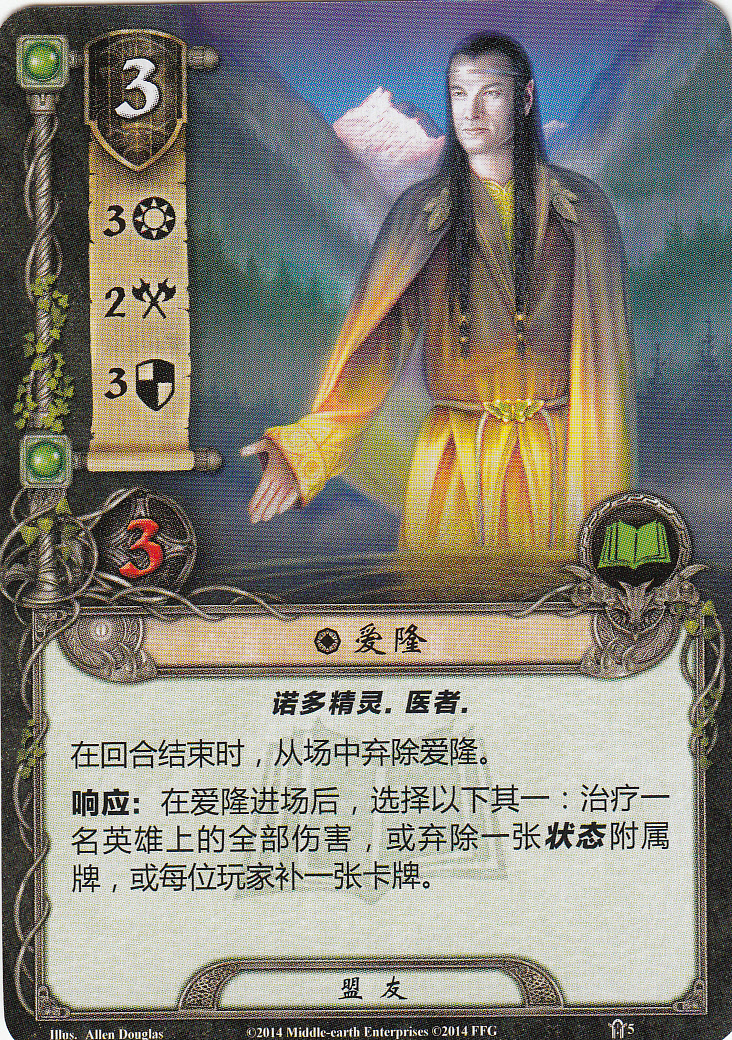 3
3
2
3
3
爱隆
诺多精灵. 医者.
在回合结束时，从场中弃除爱隆。
响应：在爱隆进场后，选择以下其一：治疗一
名英雄上的全部伤害，或弃除一张状态附属
牌，或每位玩家补一张卡牌。
盟友
Illus. Allen Douglas ©2014 Middle-earth Enterprises ©2014 FFG 5